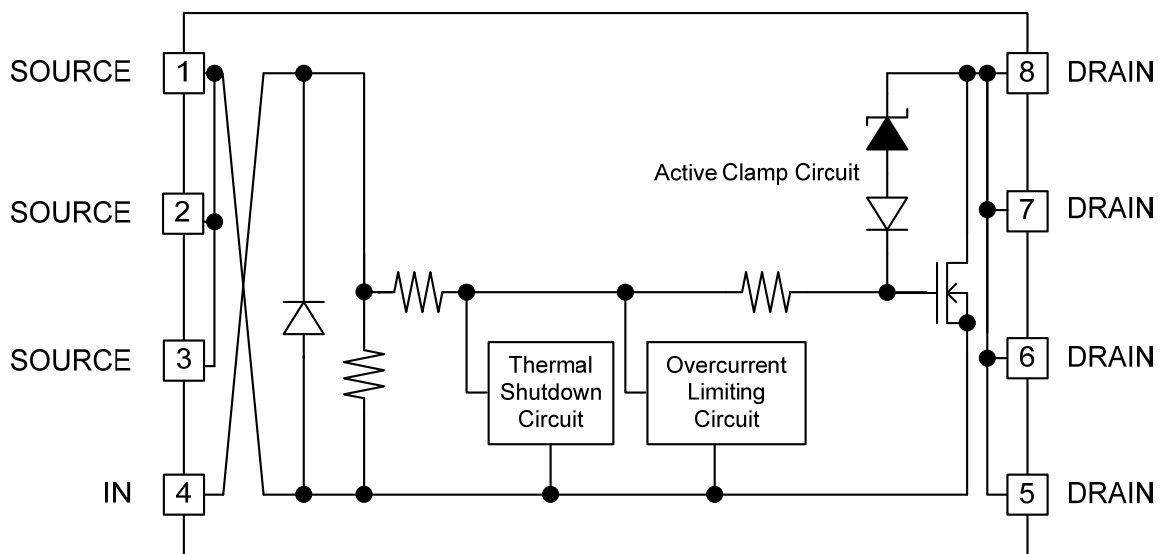 SOURCE 1 8 DRAIN
Active Clamp Circuit
SOURCE 2 7 DRAIN
SOURCE 3 6 DRAIN
Thermal
Shutdown
Circuit
Overcurrent
Limiting
Circuit
IN 4 5 DRAIN